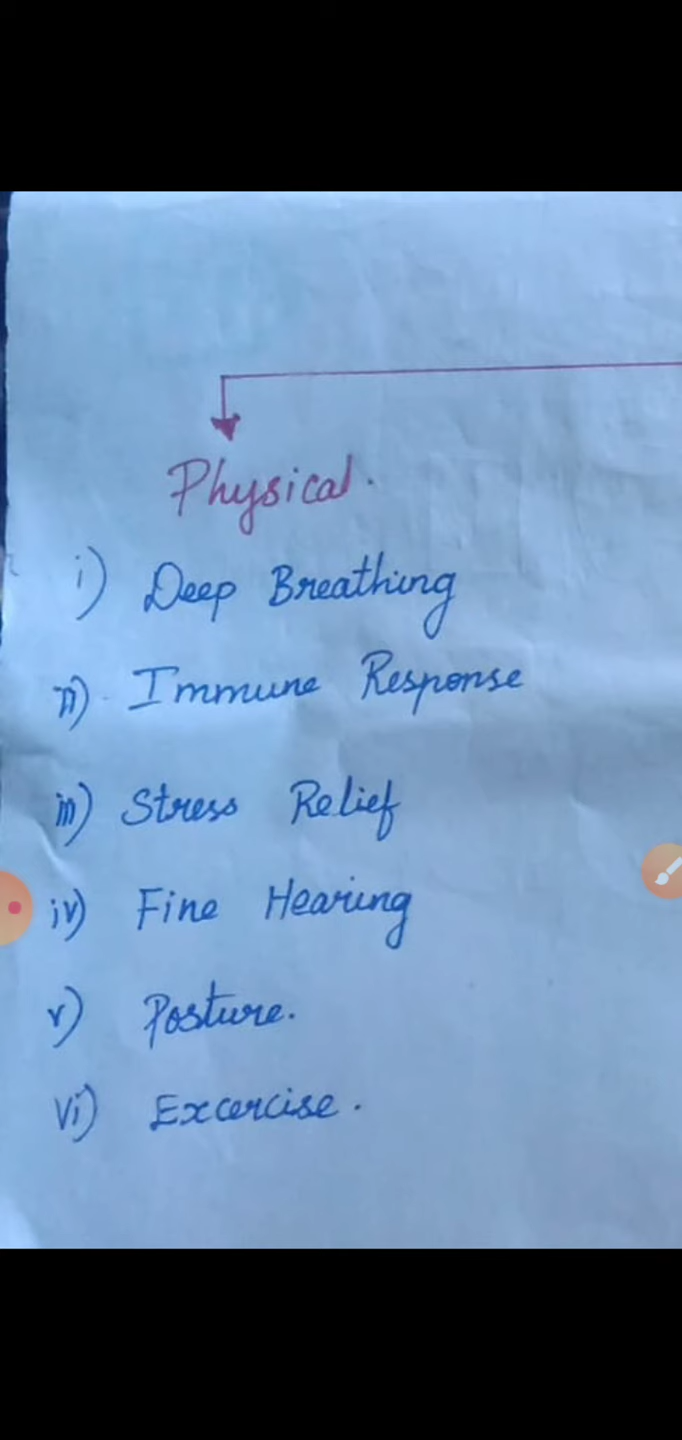 Physical.
i) Deep Breathing
ii) Immune Response
iii) Stress Relief
iv) Fine Hearing
v) Posture.
vi) Excercise.